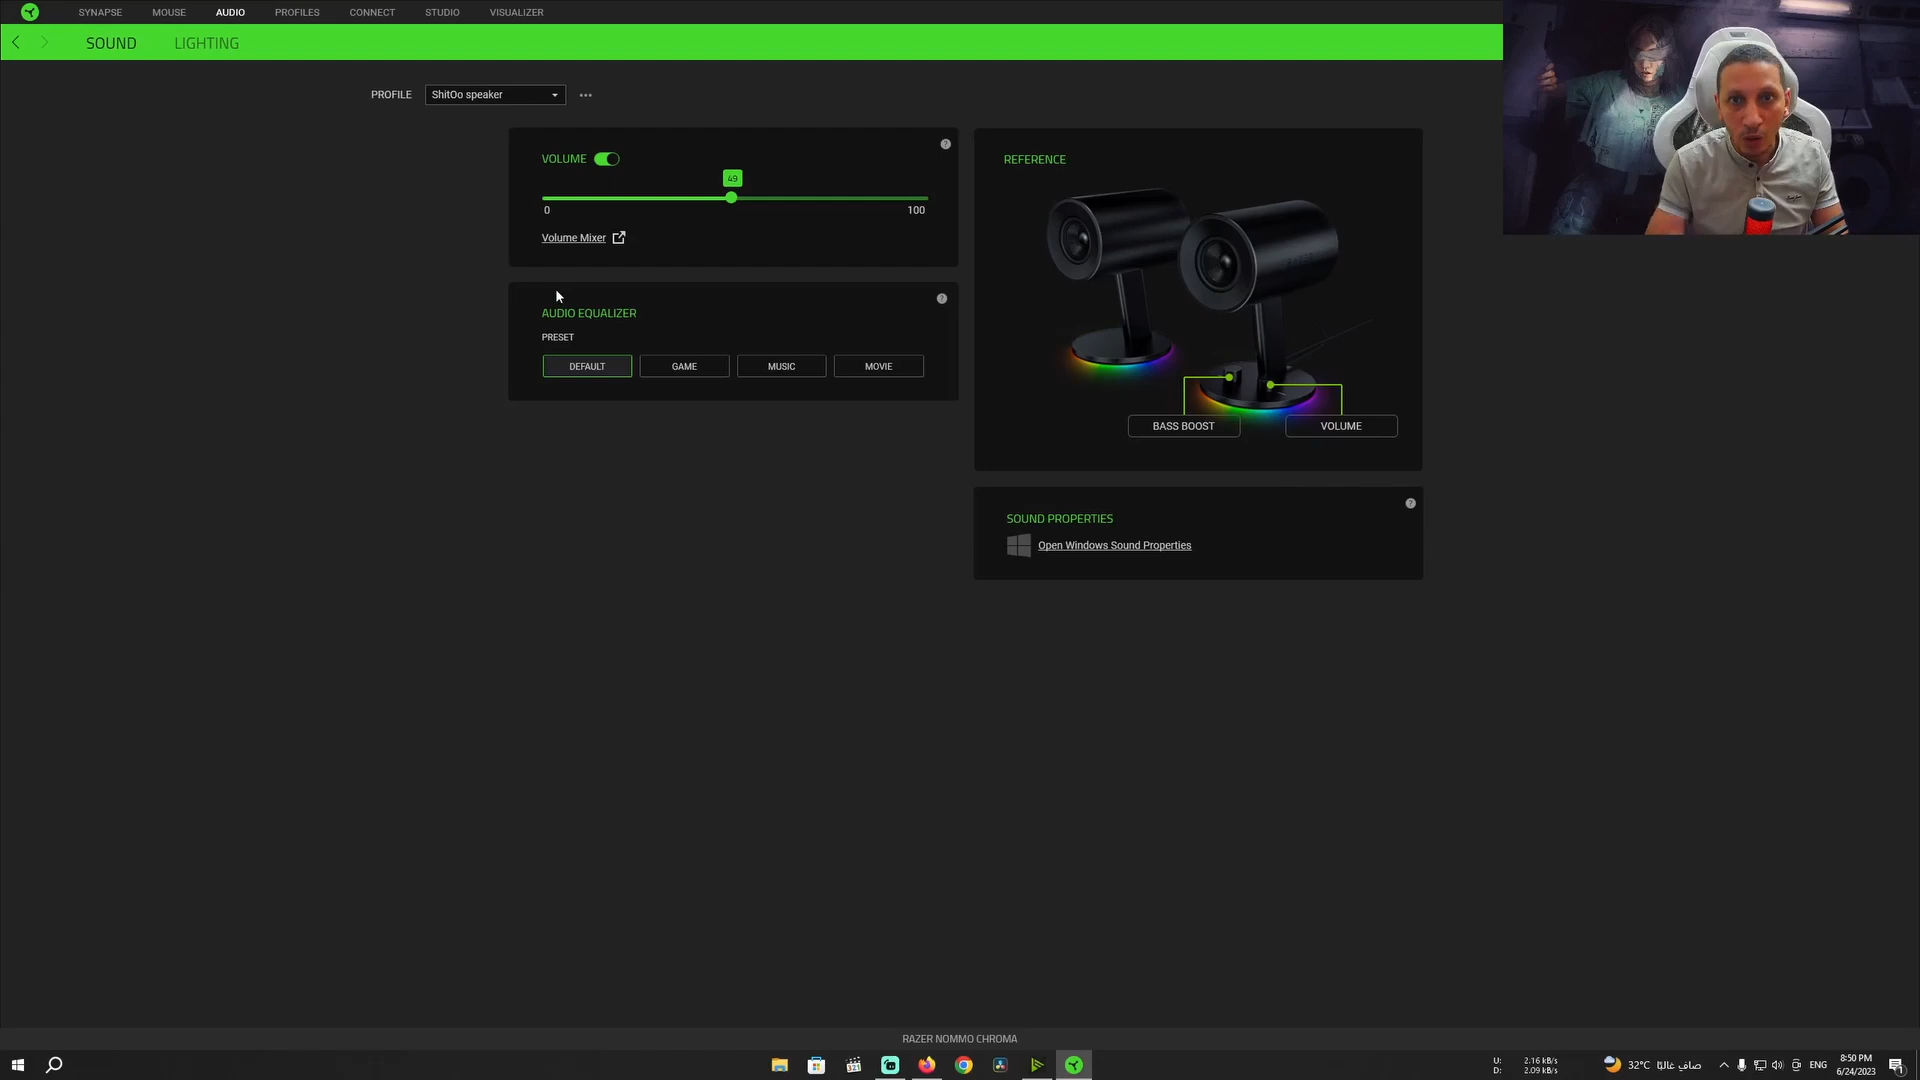 SYNAPSE MOUSE AUDIO PROFILES CONNECT STUDIO VISUALIZER
SOUND LIGHTING
PROFILE ShitOo speaker
VOLUME
49
0 100
Volume Mixer
AUDIO EQUALIZER
PRESET
DEFAULT GAME MUSIC MOVIE
REFERENCE
BASS BOOST VOLUME
SOUND PROPERTIES
Open Windows Sound Properties
RAZER NOMMO CHROMA
U: 2.16 kB/s
D: 2.09 kB/s
32°C صافي غالبًا
ENG
8:50 PM
6/24/2023